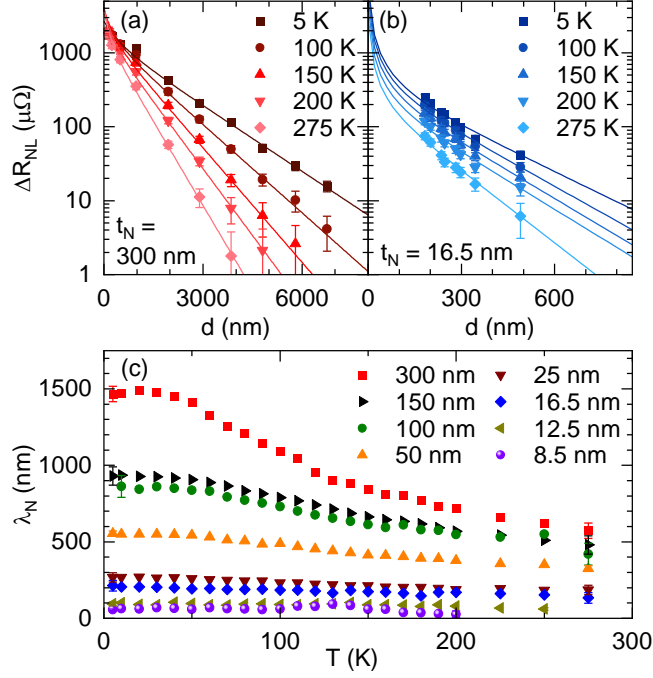 (a)
5 K
100 K
150 K
200 K
275 K
t_N =
300 nm
1000
100
10
1
ΔR_NL (μΩ)
0 3000 6000
d (nm)
(b)
5 K
100 K
150 K
200 K
275 K
t_N = 16.5 nm
0 300 600
d (nm)
(c)
300 nm 25 nm
150 nm 16.5 nm
100 nm 12.5 nm
50 nm 8.5 nm
1500
1000
500
0
λ_N (nm)
0 100 200 300
T (K)